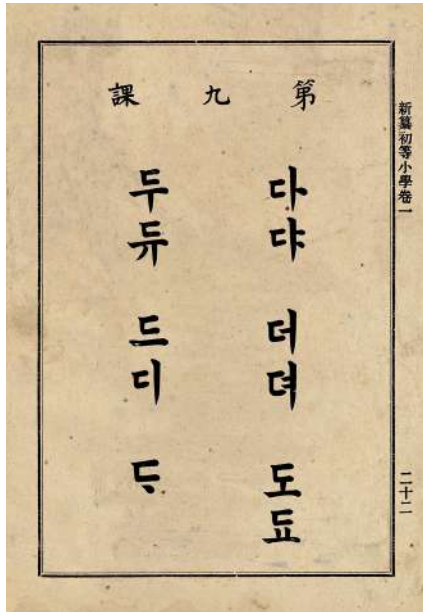 新纂初等小學卷一
二十二
第九課
다댜 더뎌 도됴
두듀 드디 ᄃᆞ